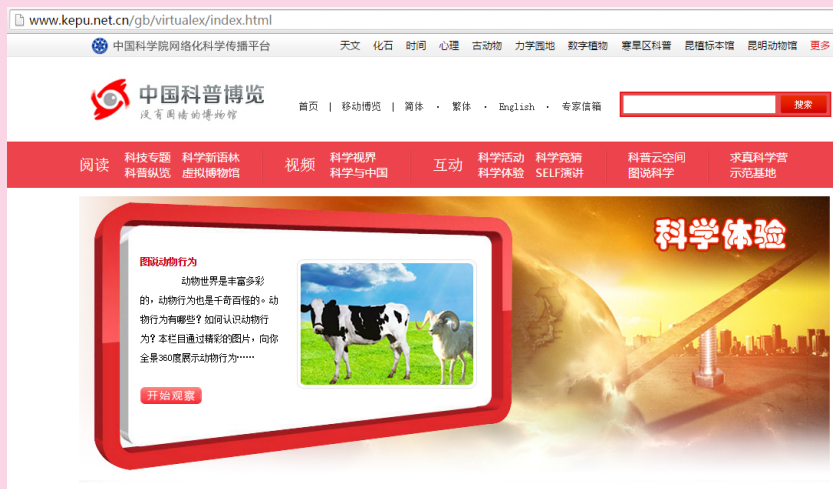 www.kepu.net.cn/gb/virtualex/index.html
中国科学院网络化科学传播平台
天文 化石 时间 心理 古动物 力学园地 数字植物 寒旱区科普 昆植标本馆 昆明动物馆 更多
中国科普博览
没有围墙的博物馆
首页 | 移动博览 | 简体 · 繁体 · English · 专家信箱
搜索
阅读 科技专题 科学新语林 视频 科学视界 互动 科学活动 科学竞猜 科普云空间 求真科学营
科普纵览 虚拟博物馆 科学与中国 科学体验 SELF演讲 图说科学 示范基地
科学体验
图说动物行为
动物世界是丰富多彩
的，动物行为也是千奇百怪的。动
物行为有哪些？如何认识动物行
为？本栏目通过精彩的图片，向你
全景360度展示动物行为……
开始观察